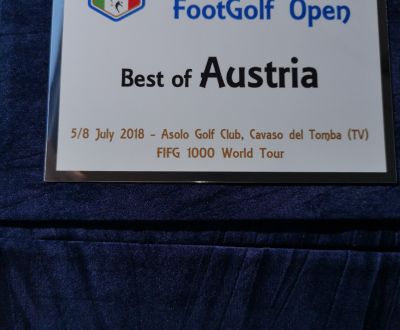 FootGolf Open
Best of Austria
5/8 July 2018 - Asolo Golf Club, Cavaso del Tomba (TV)
FIFG 1000 World Tour